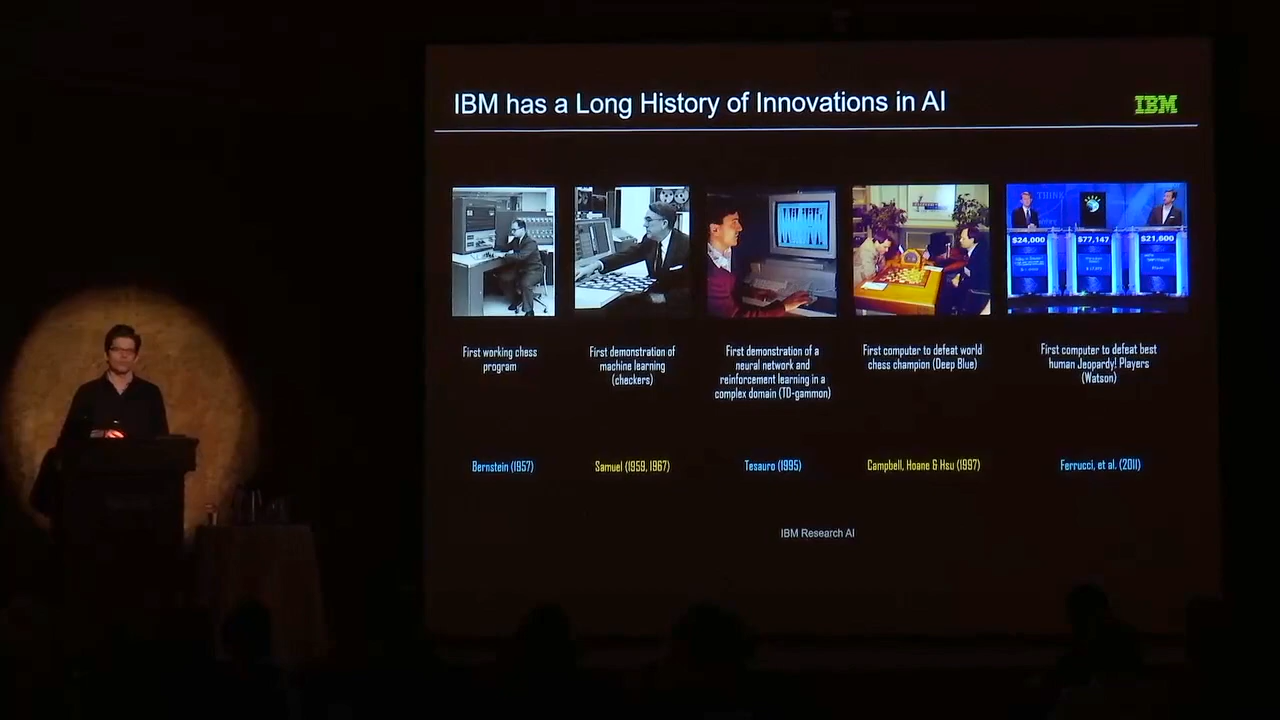 IBM has a Long History of Innovations in AI
IBM
THINK
$24,000
$77,147
$21,600
First working chess
program
First demonstration of
machine learning
(checkers)
First demonstration of a
neural network and
reinforcement learning in a
complex domain (TD-gammon)
First computer to defeat world
chess champion (Deep Blue)
First computer to defeat best
human Jeopardy! Players
(Watson)
Bernstein (1957)
Samuel (1959, 1967)
Tesauro (1995)
Campbell, Hoane & Hsu (1997)
Ferrucci, et al. (2011)
IBM Research AI